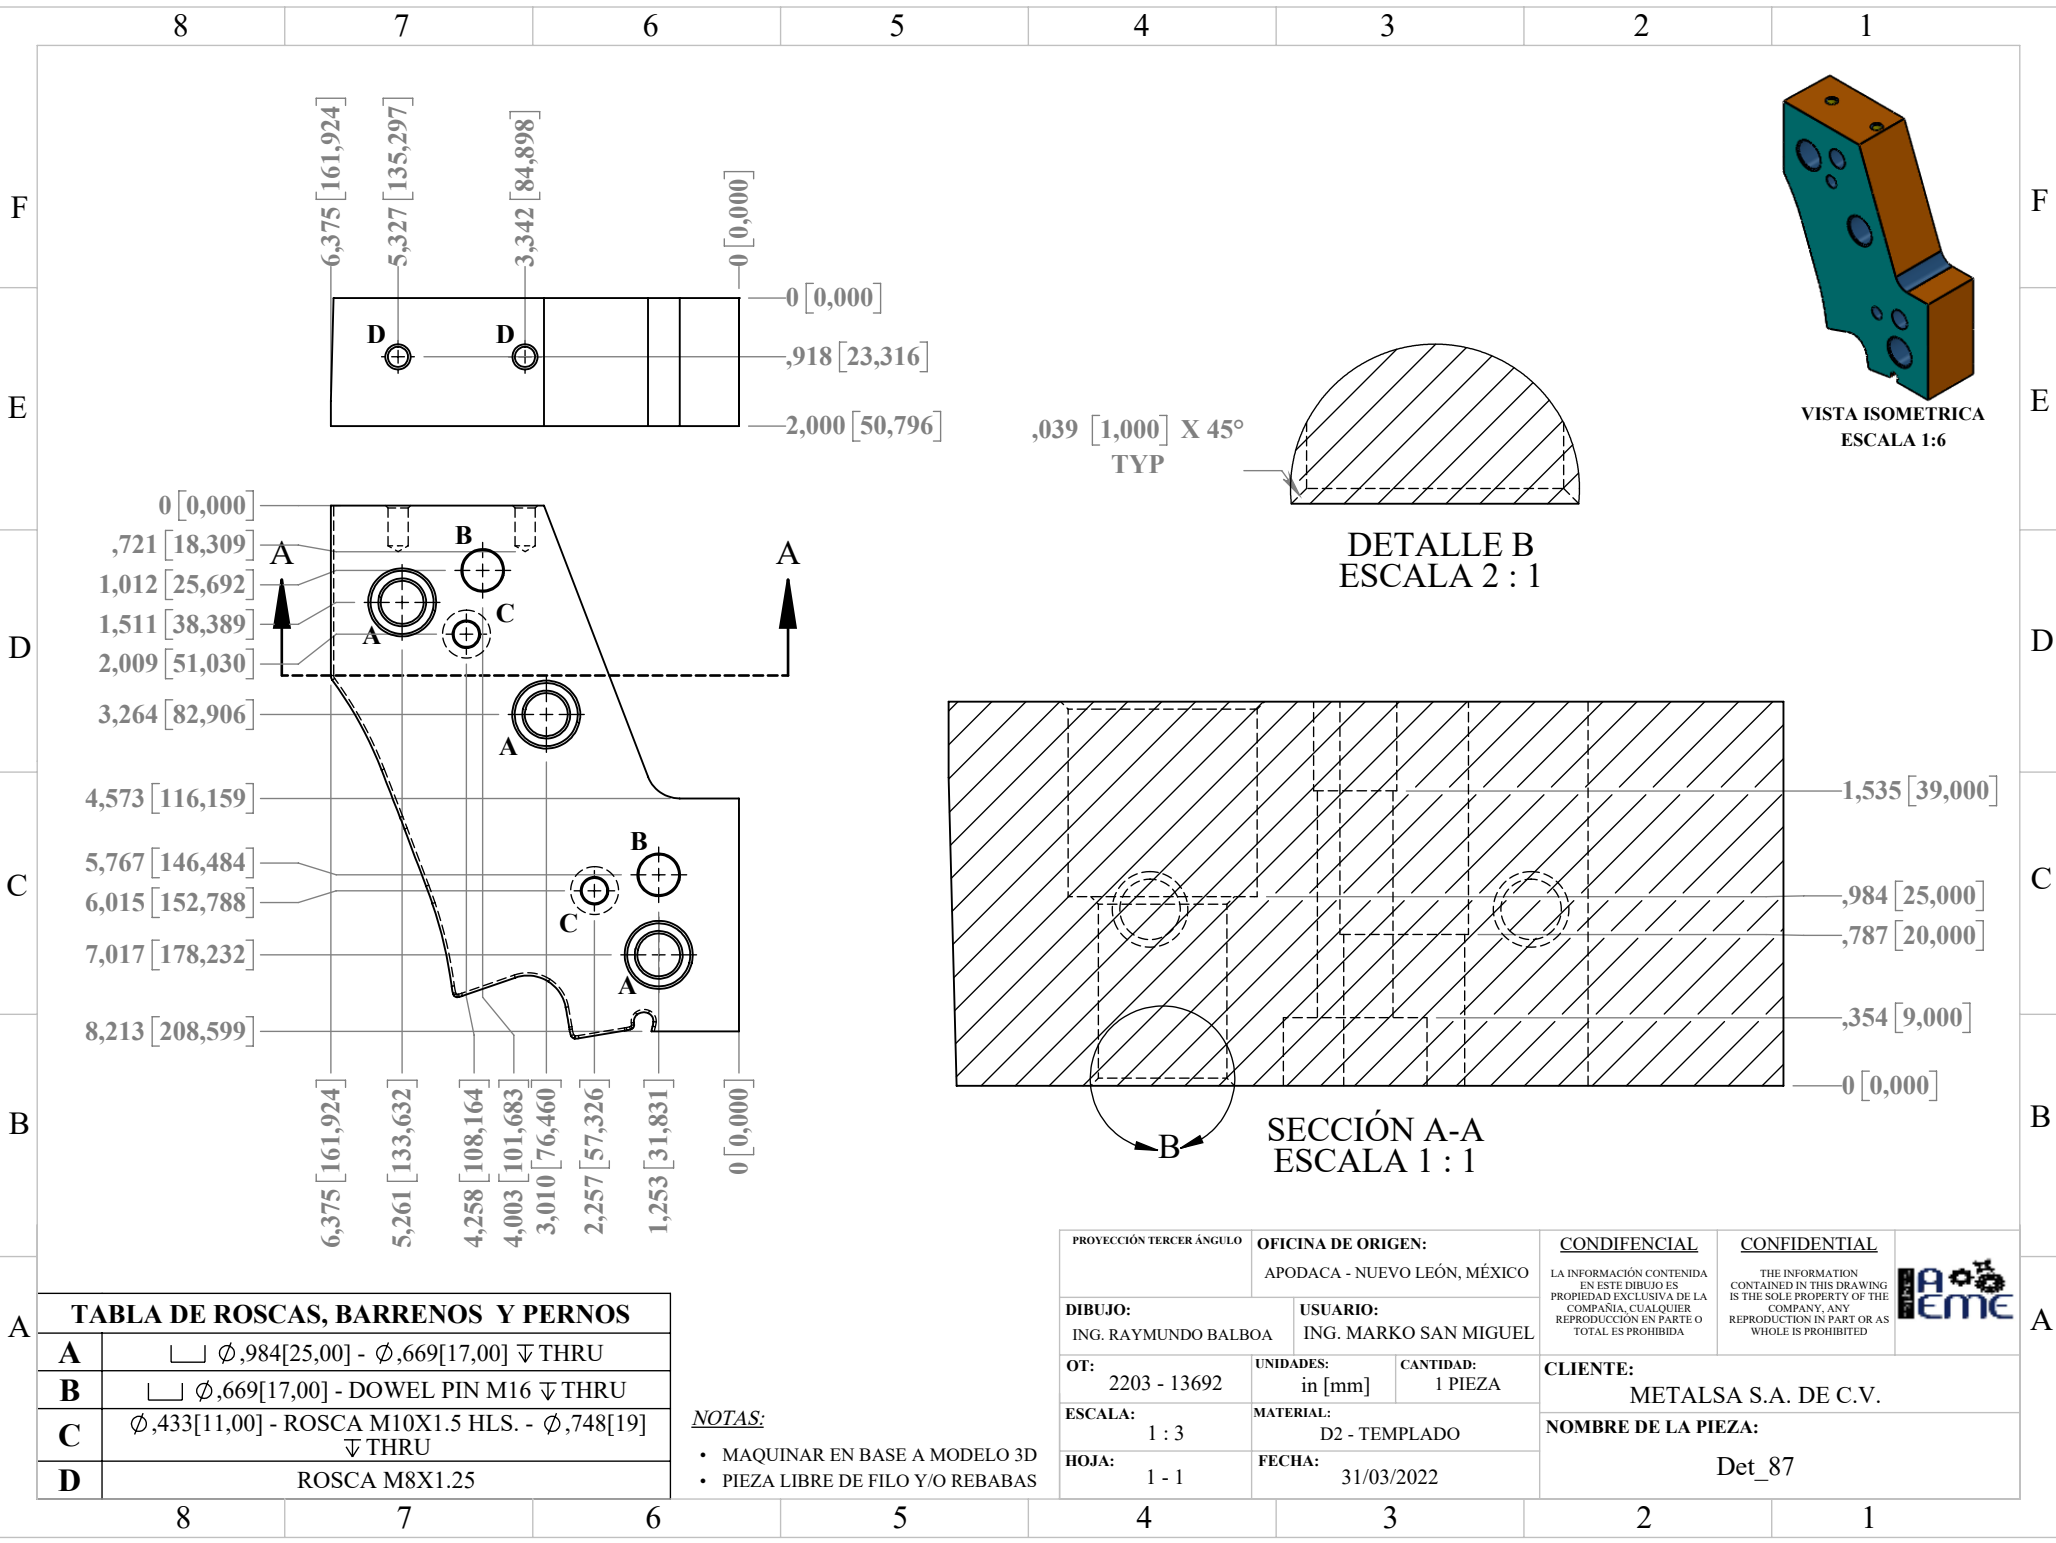 8 7 6 5 4 3 2 1
F
E
D
C
B
A
F
E
D
C
B
A
6,375 [161,924]
5,327 [135,297]
3,342 [84,898]
0 [0,000]
D D
0 [0,000]
,918 [23,316]
2,000 [50,796]
,039 [1,000] X 45°
TYP
DETALLE B
ESCALA 2 : 1
VISTA ISOMETRICA
ESCALA 1:6
0 [0,000]
,721 [18,309]
1,012 [25,692]
1,511 [38,389]
2,009 [51,030]
3,264 [82,906]
4,573 [116,159]
5,767 [146,484]
6,015 [152,788]
7,017 [178,232]
8,213 [208,599]
A A
B
C
A
A
B
C
A
6,375 [161,924]
5,261 [133,632]
4,258 [108,164]
4,003 [101,683]
3,010 [76,460]
2,257 [57,326]
1,253 [31,831]
0 [0,000]
1,535 [39,000]
,984 [25,000]
,787 [20,000]
,354 [9,000]
0 [0,000]
B
SECCIÓN A-A
ESCALA 1 : 1
TABLA DE ROSCAS, BARRENOS Y PERNOS
A ⌴ ∅,984[25,00] - ∅,669[17,00] ↧ THRU
B ⌴ ∅,669[17,00] - DOWEL PIN M16 ↧ THRU
C ∅,433[11,00] - ROSCA M10X1.5 HLS. - ∅,748[19]
↧ THRU
D ROSCA M8X1.25
NOTAS:
• MAQUINAR EN BASE A MODELO 3D
• PIEZA LIBRE DE FILO Y/O REBABAS
PROYECCIÓN TERCER ÁNGULO
OFICINA DE ORIGEN:
APODACA - NUEVO LEÓN, MÉXICO
DIBUJO:
ING. RAYMUNDO BALBOA
USUARIO:
ING. MARKO SAN MIGUEL
OT:
2203 - 13692
UNIDADES:
in [mm]
CANTIDAD:
1 PIEZA
ESCALA:
1 : 3
MATERIAL:
D2 - TEMPLADO
HOJA:
1 - 1
FECHA:
31/03/2022
CONDIFENCIAL
LA INFORMACIÓN CONTENIDA
EN ESTE DIBUJO ES
PROPIEDAD EXCLUSIVA DE LA
COMPAÑIA, CUALQUIER
REPRODUCCIÓN EN PARTE O
TOTAL ES PROHIBIDA
CONFIDENTIAL
THE INFORMATION
CONTAINED IN THIS DRAWING
IS THE SOLE PROPERTY OF THE
COMPANY, ANY
REPRODUCTION IN PART OR AS
WHOLE IS PROHIBITED
CLIENTE:
METALSA S.A. DE C.V.
NOMBRE DE LA PIEZA:
Det_87
8 7 6 5 4 3 2 1